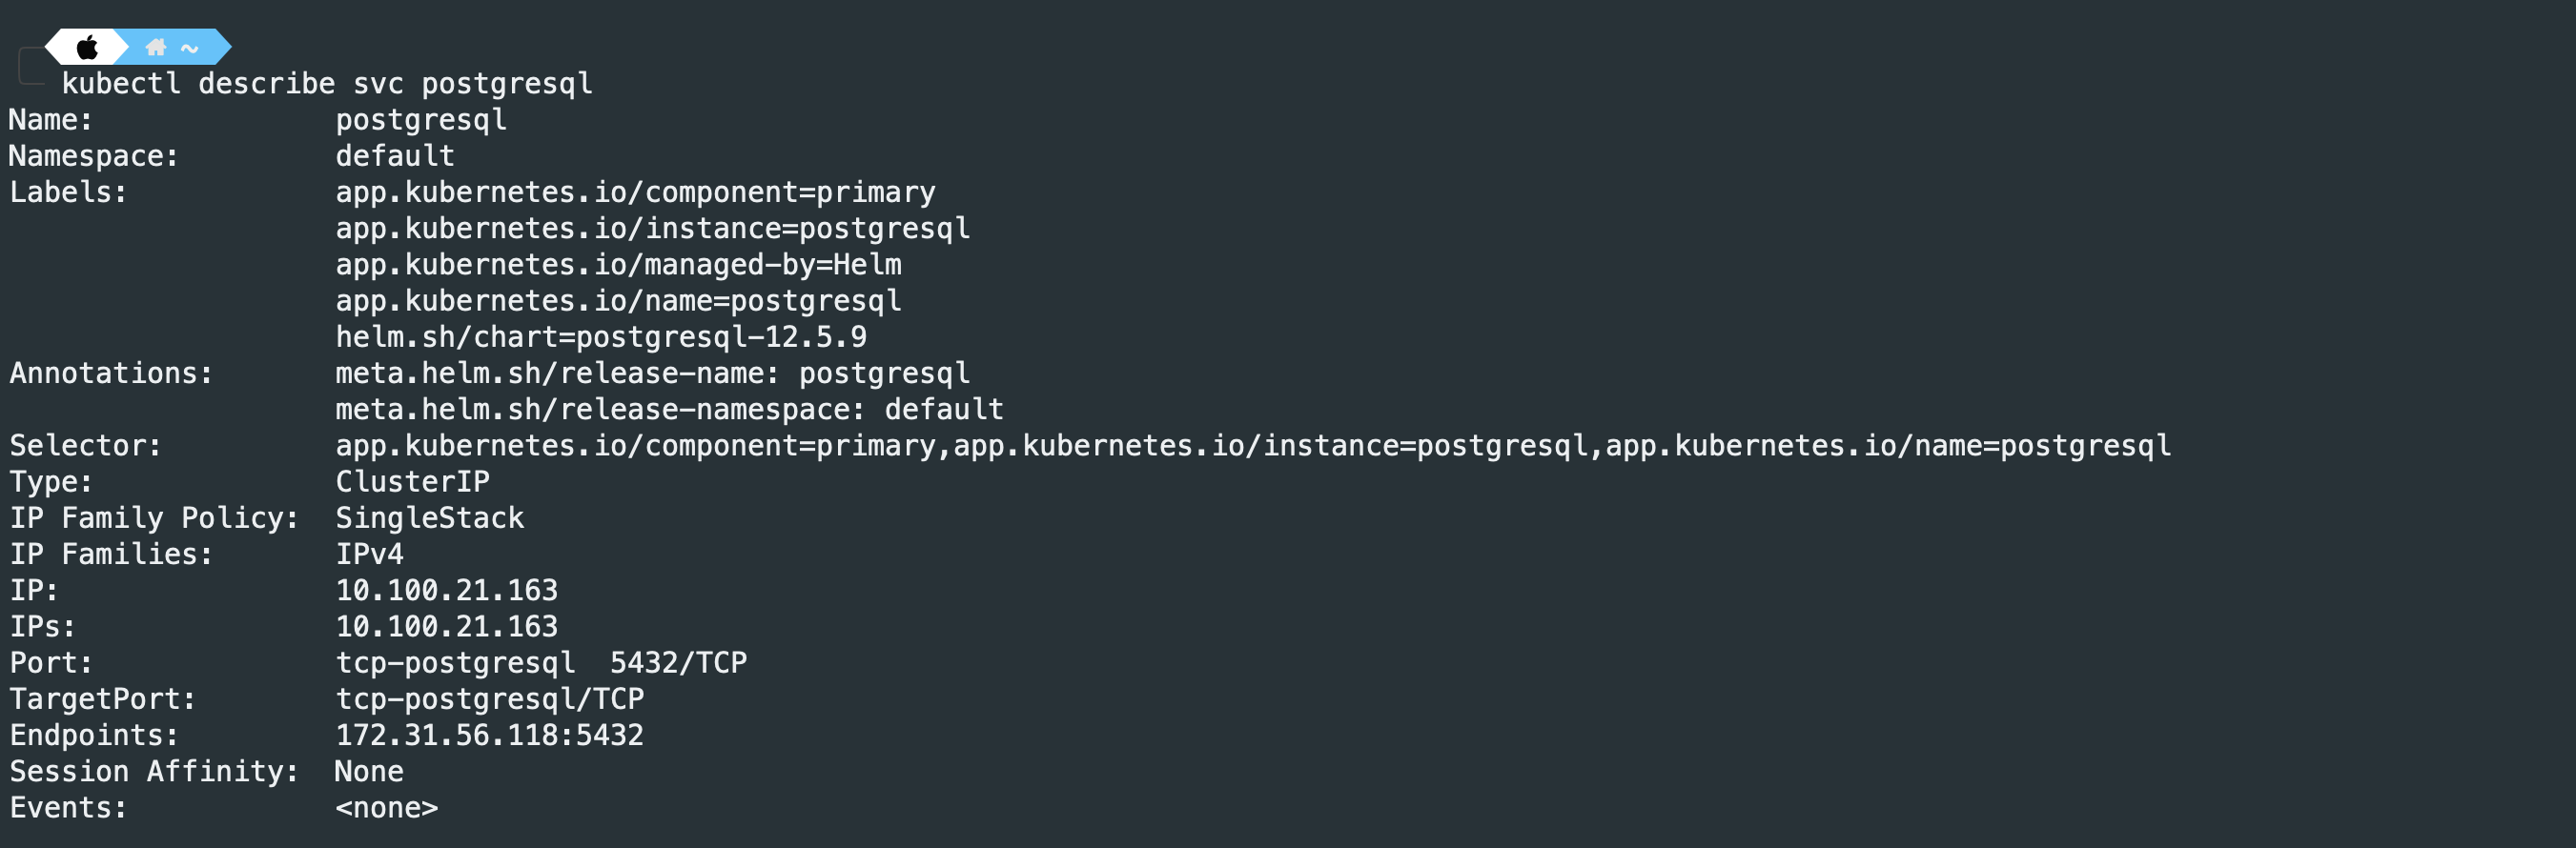 ~
kubectl describe svc postgresql
Name:              postgresql
Namespace:         default
Labels:            app.kubernetes.io/component=primary
                   app.kubernetes.io/instance=postgresql
                   app.kubernetes.io/managed-by=Helm
                   app.kubernetes.io/name=postgresql
                   helm.sh/chart=postgresql-12.5.9
Annotations:       meta.helm.sh/release-name: postgresql
                   meta.helm.sh/release-namespace: default
Selector:          app.kubernetes.io/component=primary,app.kubernetes.io/instance=postgresql,app.kubernetes.io/name=postgresql
Type:              ClusterIP
IP Family Policy:  SingleStack
IP Families:       IPv4
IP:                10.100.21.163
IPs:               10.100.21.163
Port:              tcp-postgresql  5432/TCP
TargetPort:        tcp-postgresql/TCP
Endpoints:         172.31.56.118:5432
Session Affinity:  None
Events:            <none>